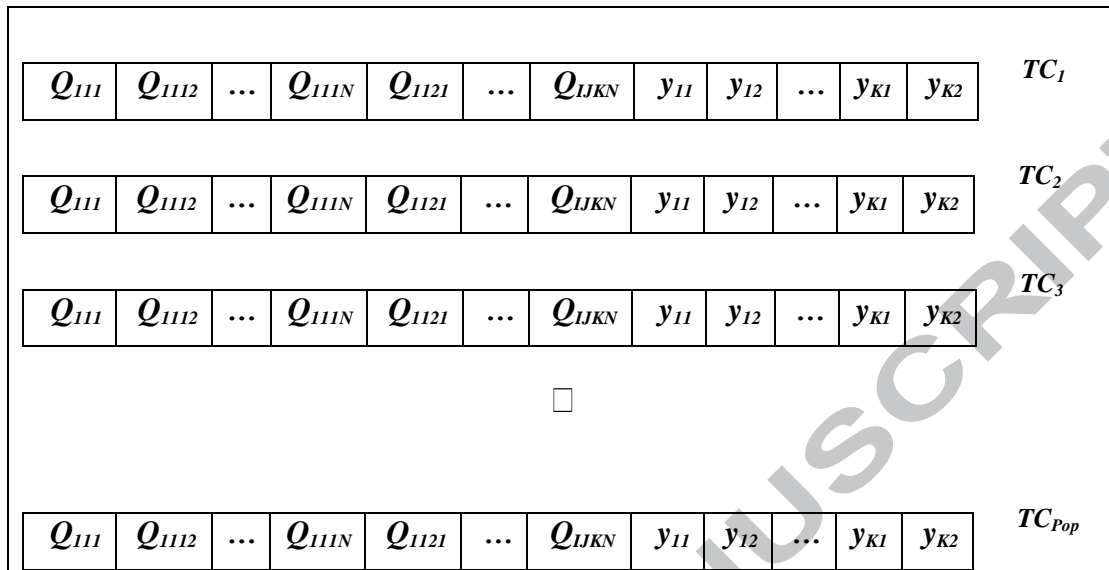 Q111 Q1112 ... Q111N Q1121 ... QIJKN y11 y12 ... yK1 yK2 TC1
Q111 Q1112 ... Q111N Q1121 ... QIJKN y11 y12 ... yK1 yK2 TC2
Q111 Q1112 ... Q111N Q1121 ... QIJKN y11 y12 ... yK1 yK2 TC3
□
Q111 Q1112 ... Q111N Q1121 ... QIJKN y11 y12 ... yK1 yK2 TCPop